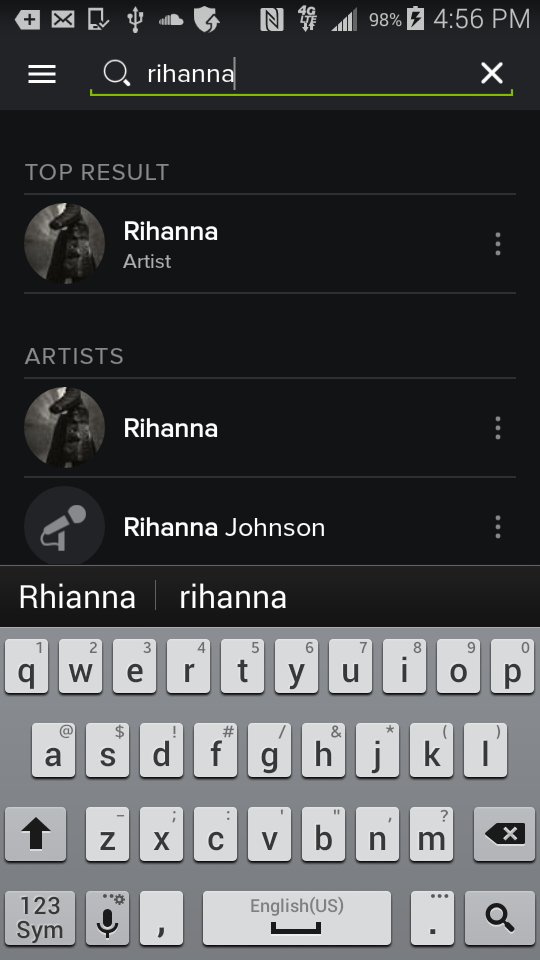 4G LTE 98% 4:56 PM
rihanna
TOP RESULT
Rihanna
Artist
ARTISTS
Rihanna
Rihanna Johnson
Rhianna rihanna
1 2 3 4 5 6 7 8 9 0
q w e r t y u i o p
@ $ ! # / & * ( )
a s d f g h j k l
- ; : ' " , ?
z x c v b n m
123 Sym , English(US) .